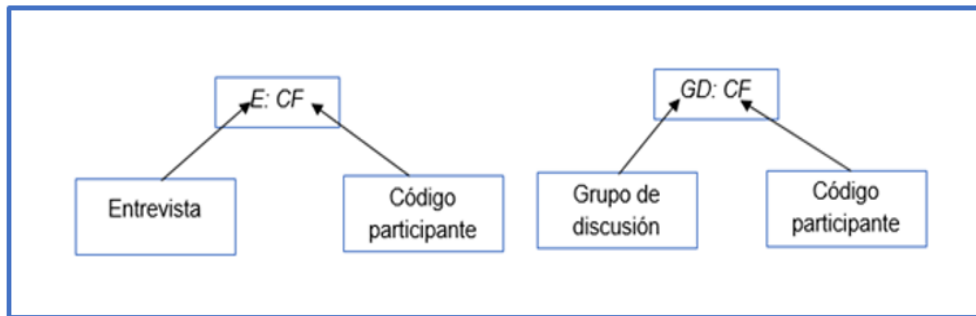 E: CF
GD: CF
Entrevista
Código
participante
Grupo de
discusión
Código
participante